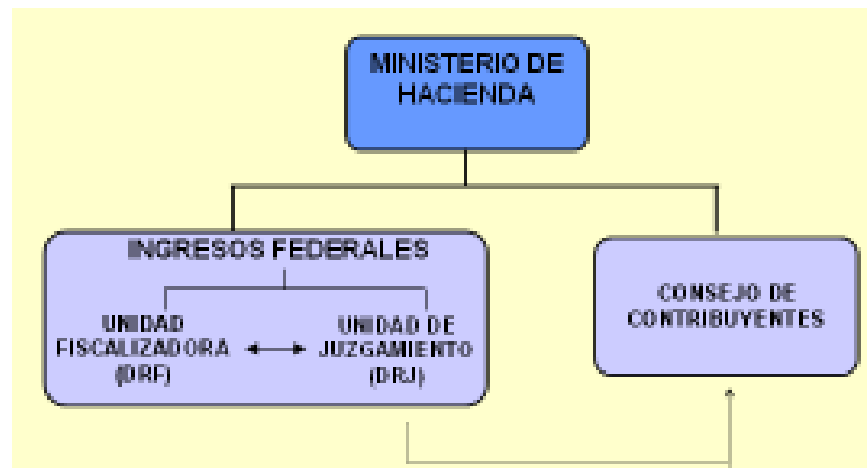 MINISTERIO DE
HACIENDA
INGRESOS FEDERALES
UNIDAD
FISCALIZADORA
(DRF)
UNIDAD DE
JUZGAMIENTO
(DRJ)
CONSEJO DE
CONTRIBUYENTES